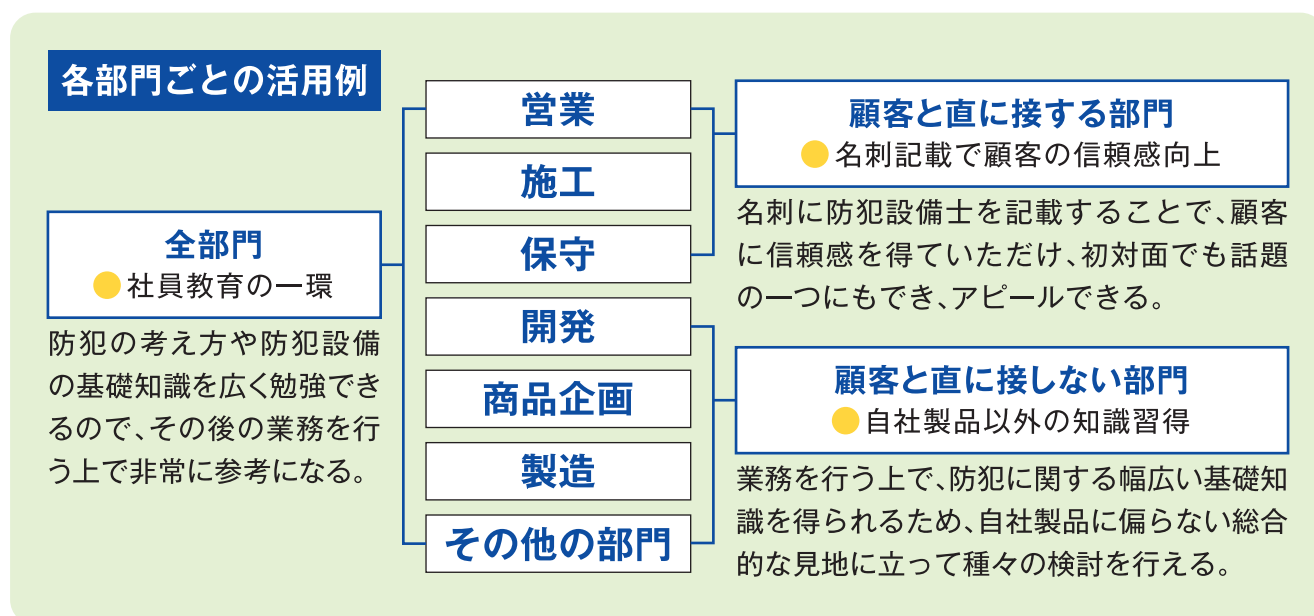 各部門ごとの活用例
全部門
●社員教育の一環
防犯の考え方や防犯設備
の基礎知識を広く勉強でき
るので、その後の業務を行
う上で非常に参考になる。
営業
施工
保守
開発
商品企画
製造
その他の部門
顧客と直に接する部門
●名刺記載で顧客の信頼感向上
名刺に防犯設備士を記載することで、顧客
に信頼感を得ていただけ、初対面でも話題
の一つにもでき、アピールできる。
顧客と直に接しない部門
●自社製品以外の知識習得
業務を行う上で、防犯に関する幅広い基礎知
識を得られるため、自社製品に偏らない総合
的な見地に立って種々の検討を行える。